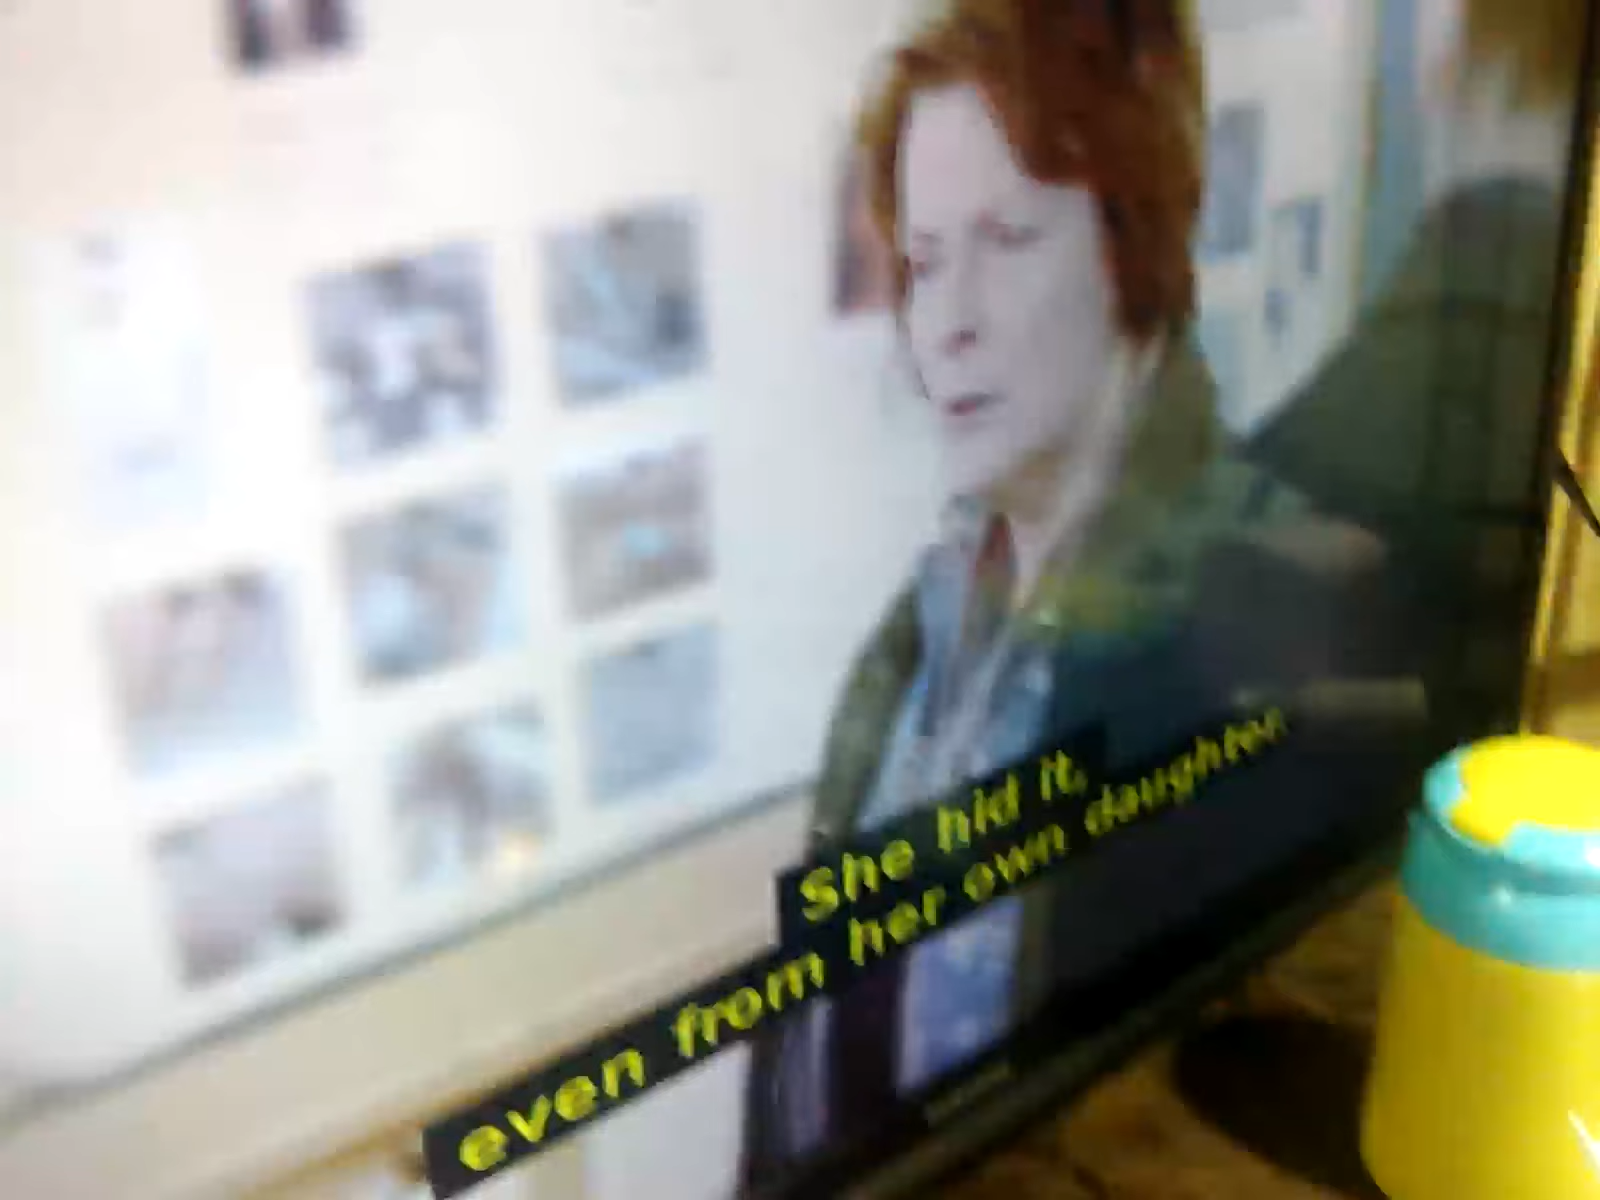 She hid it,
even from her own daughter.